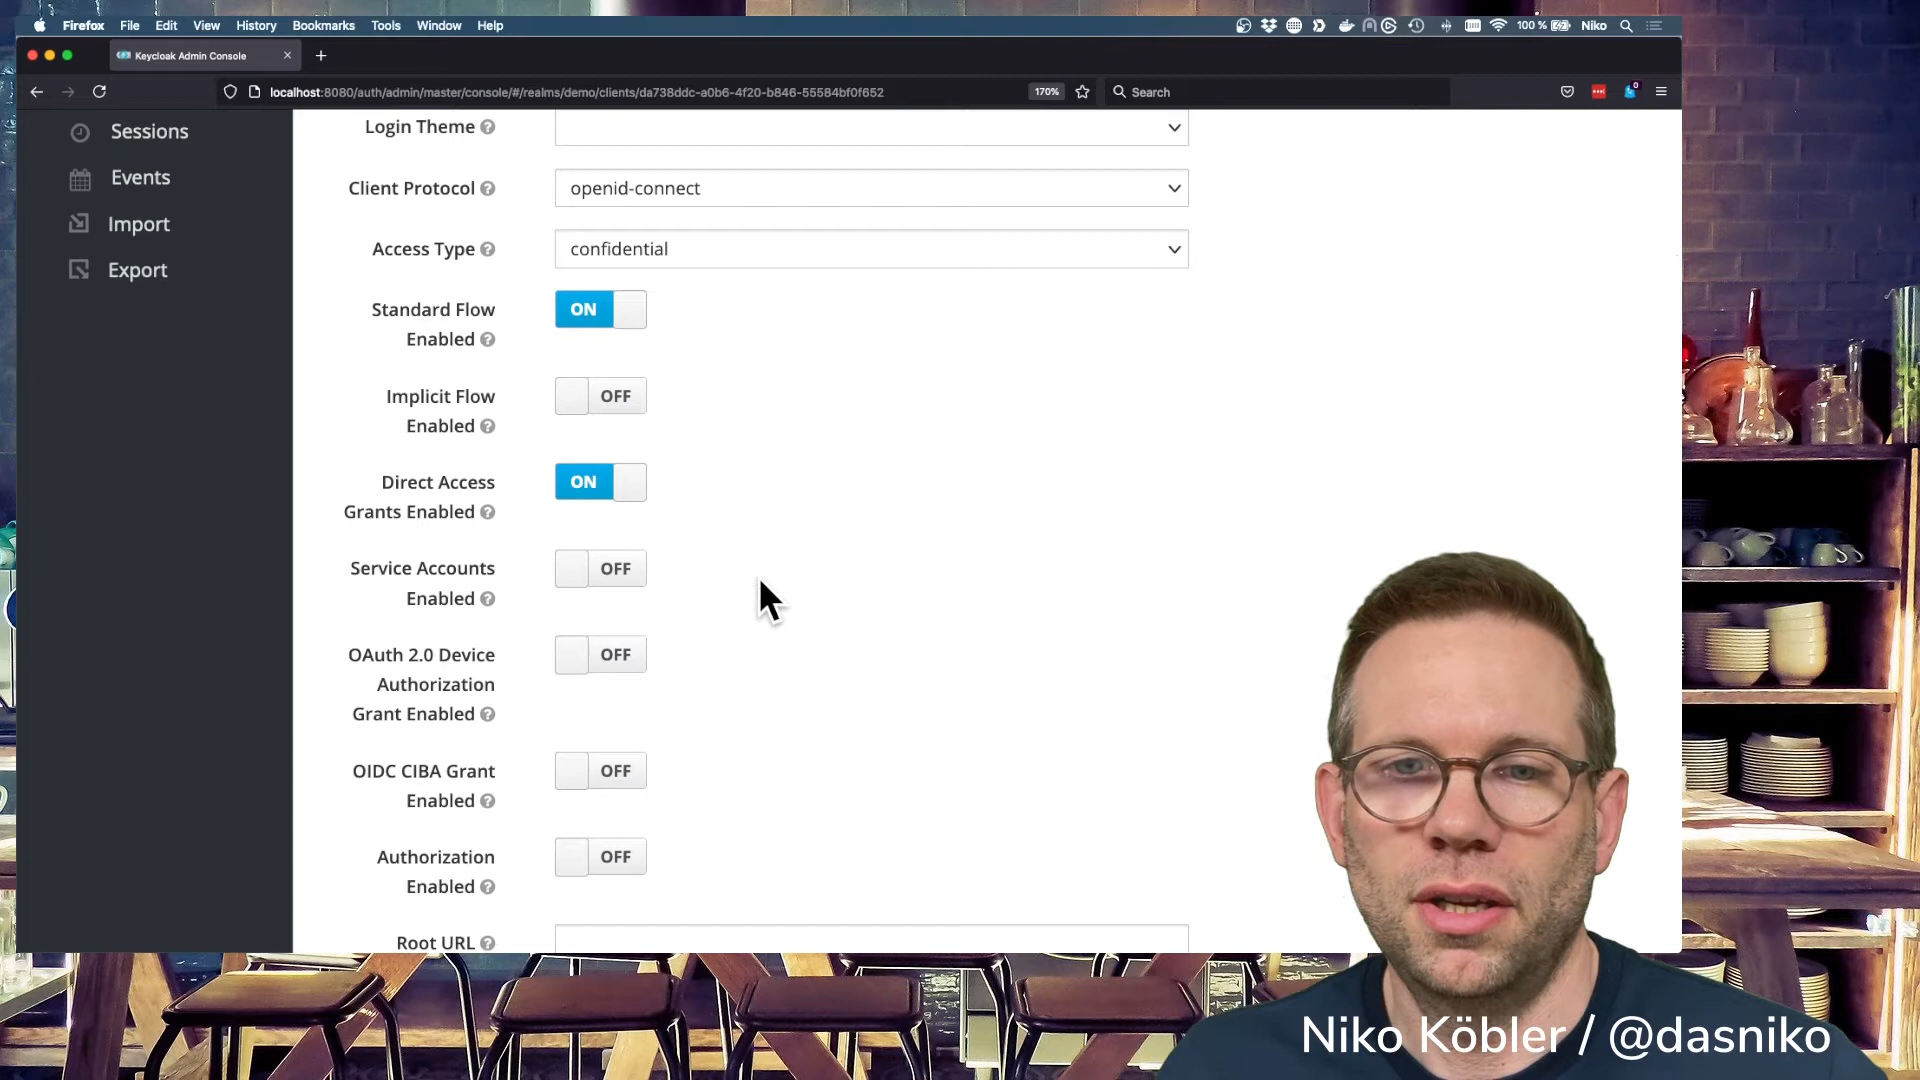 Firefox File Edit View History Bookmarks Tools Window Help 100 % Niko
Keycloak Admin Console
localhost:8080/auth/admin/master/console/#/realms/demo/clients/da738ddc-a0b6-4f20-b846-55584bf0f652 170% Search 0
Sessions
Events
Import
Export
Login Theme
Client Protocol openid-connect
Access Type confidential
Standard Flow
Enabled
ON
Implicit Flow
Enabled
OFF
Direct Access
Grants Enabled
ON
Service Accounts
Enabled
OFF
OAuth 2.0 Device
Authorization
Grant Enabled
OFF
OIDC CIBA Grant
Enabled
OFF
Authorization
Enabled
OFF
Root URL
Niko Köbler / @dasniko